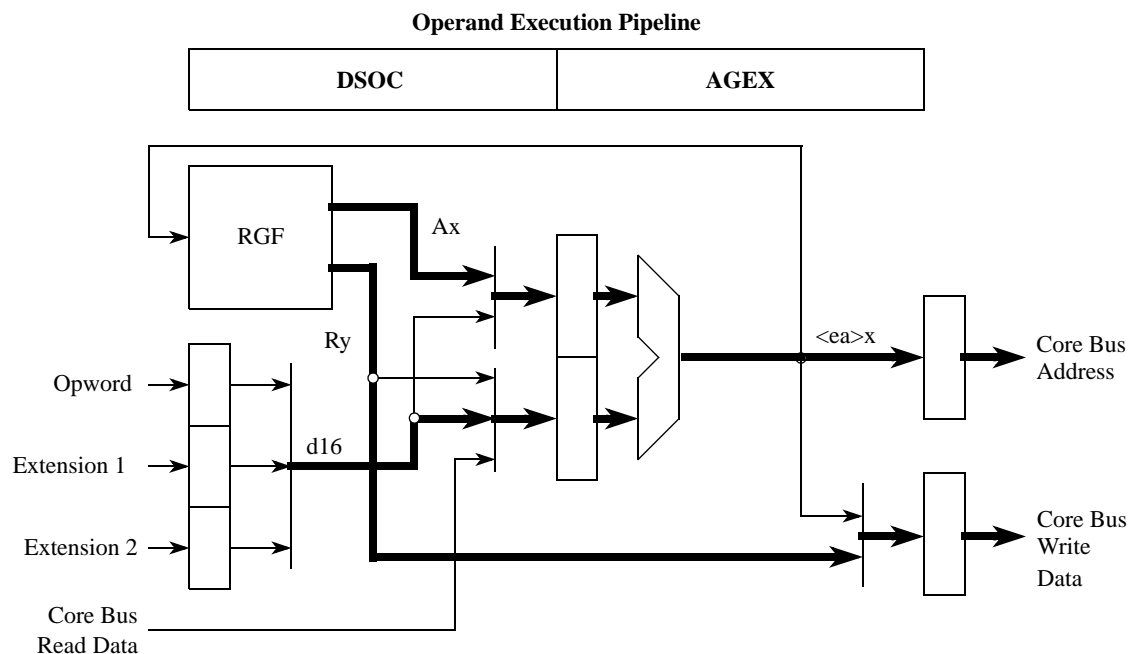 Operand Execution Pipeline
DSOC
AGEX
RGF
Ax
Ry
<ea>x
Core Bus
Address
Opword
d16
Extension 1
Extension 2
Core Bus
Write
Data
Core Bus
Read Data